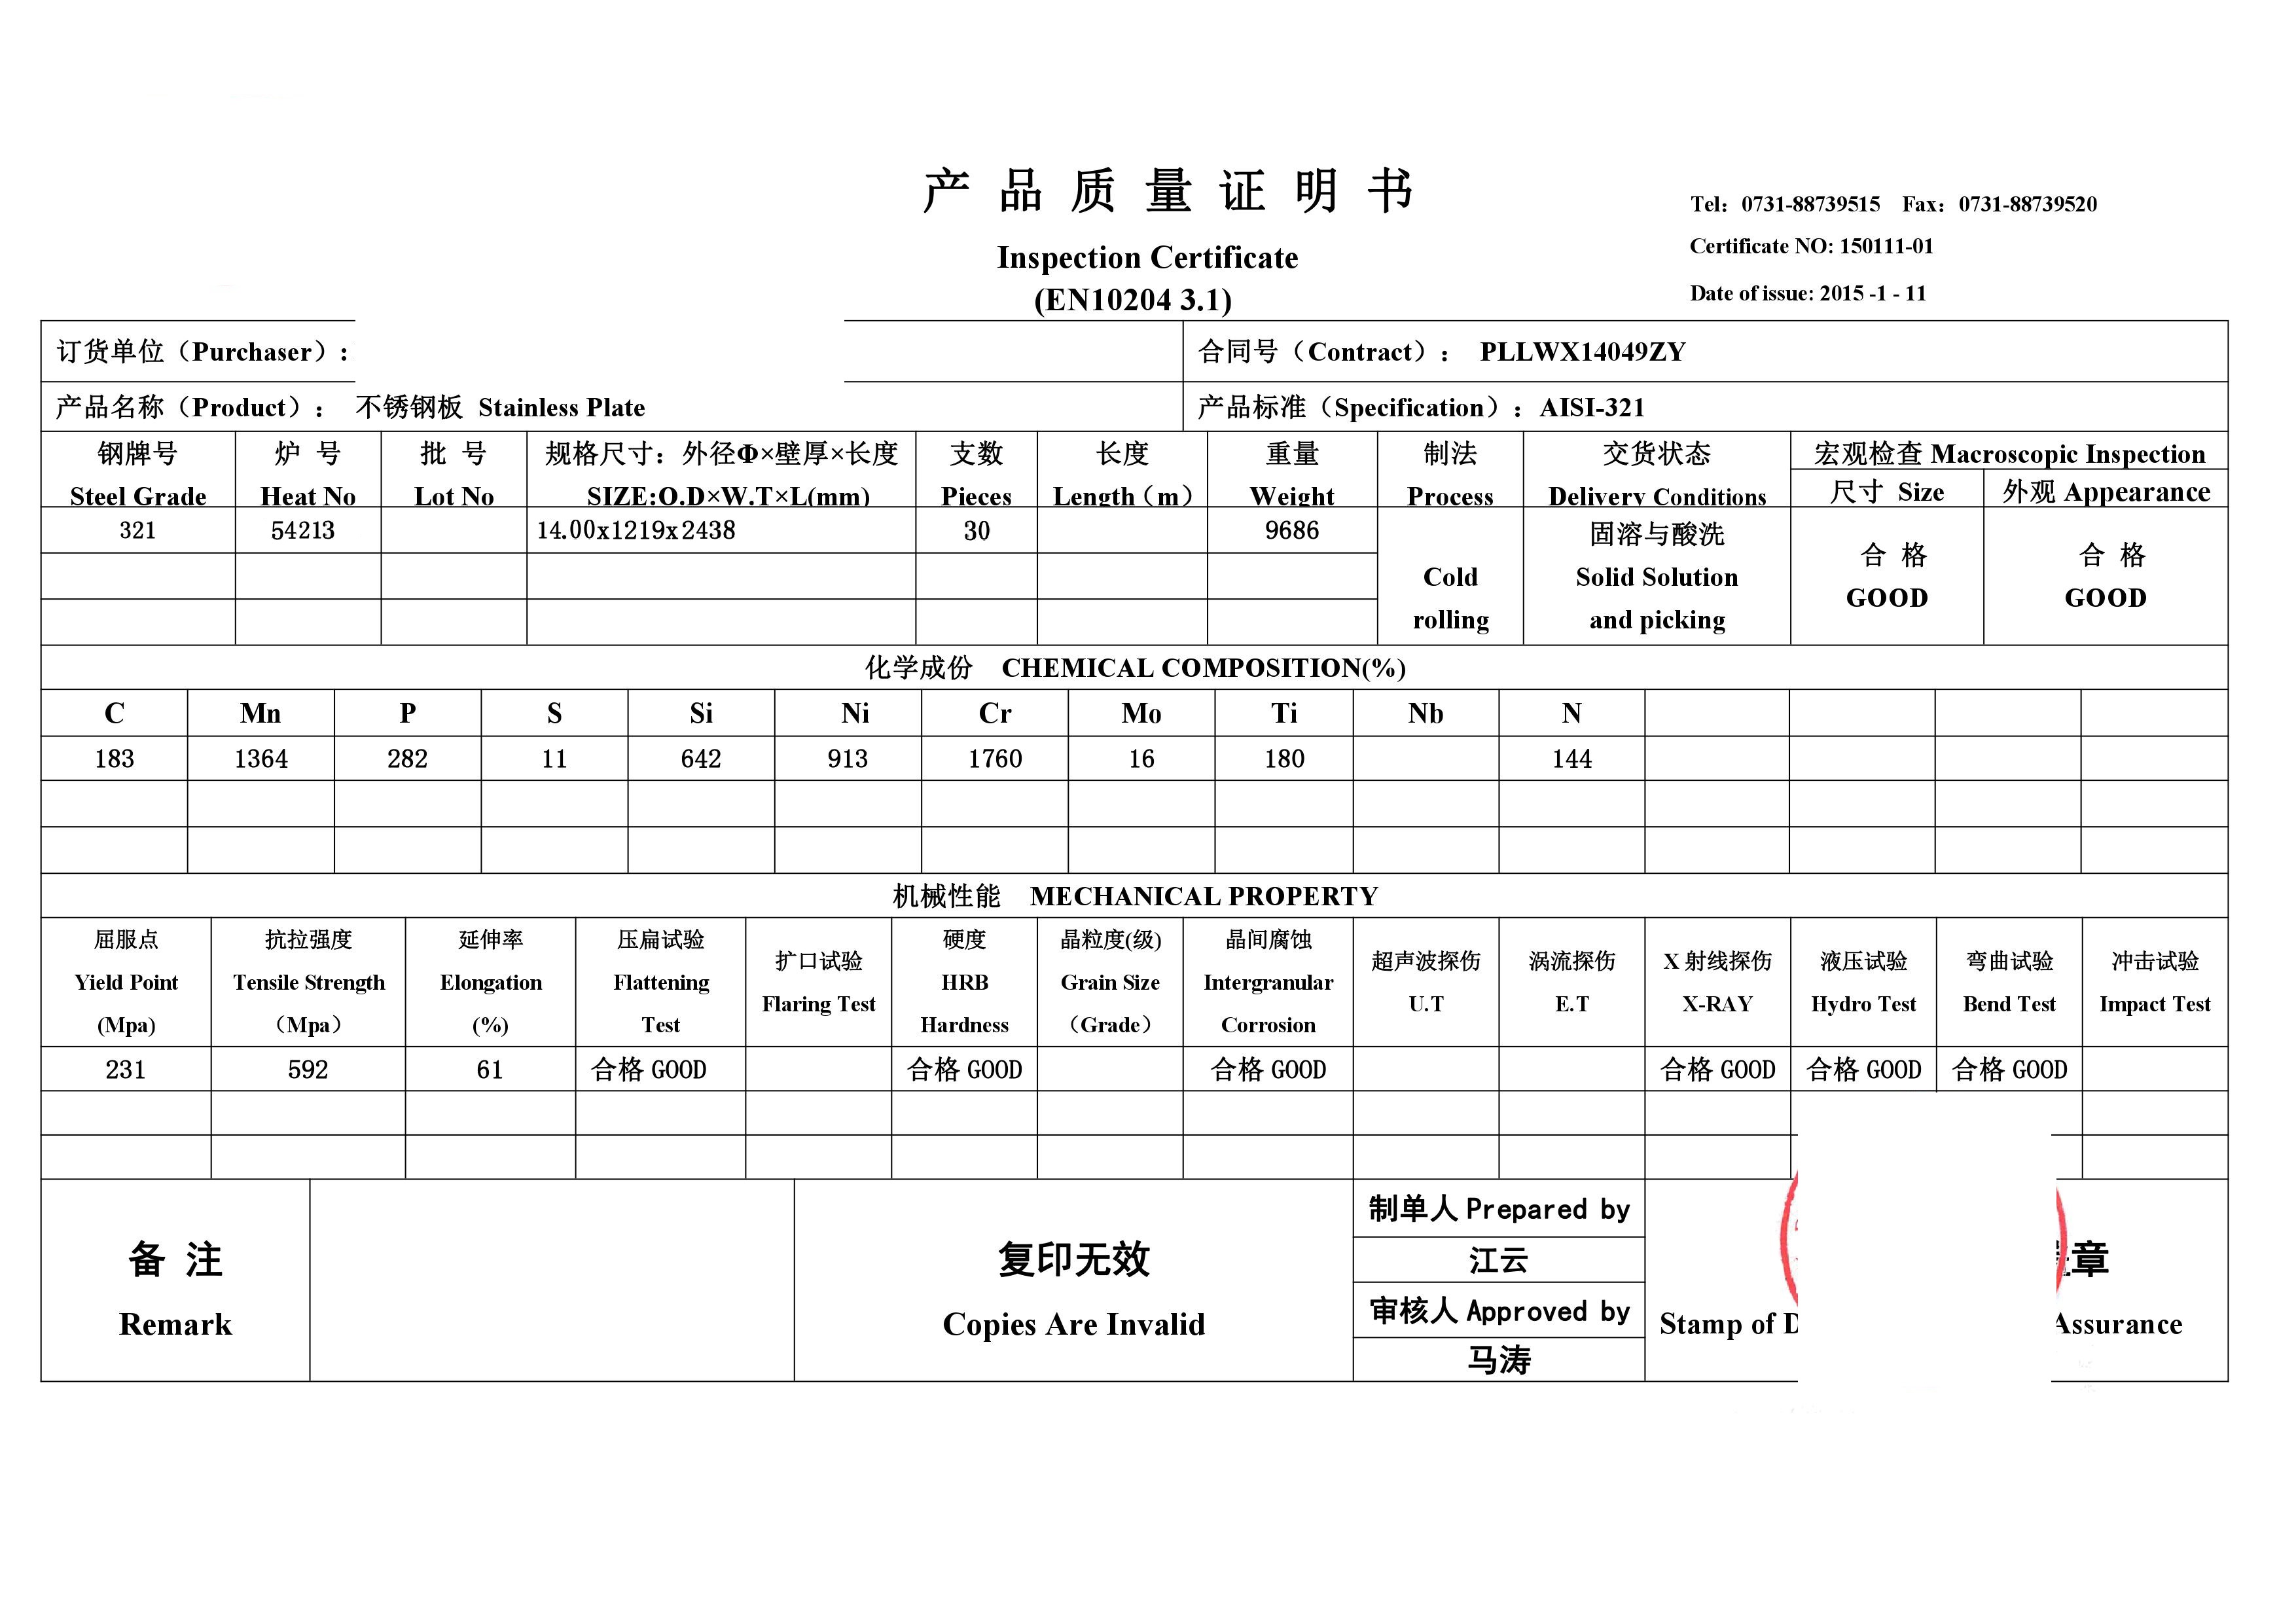 产品质量证明书
Tel：0731-88739515 Fax：0731-88739520
Inspection Certificate
Certificate NO: 150111-01
(EN10204 3.1)
Date of issue: 2015 -1 - 11
订货单位（Purchaser）:
合同号（Contract）： PLLWX14049ZY
产品名称（Product）： 不锈钢板 Stainless Plate
产品标准（Specification）：AISI-321
钢牌号 炉 号 批 号 规格尺寸：外径Φ×壁厚×长度 支数 长度 重量 制法 交货状态 宏观检查 Macroscopic Inspection
Steel Grade Heat No Lot No SIZE:O.D×W.T×L(mm) Pieces Length（m） Weight Process Delivery Conditions 尺寸 Size 外观 Appearance
321 54213 14.00x1219x2438 30 9686 固溶与酸洗 合 格 合 格
Cold Solid Solution GOOD GOOD
rolling and picking
化学成份 CHEMICAL COMPOSITION(%)
C Mn P S Si Ni Cr Mo Ti Nb N
183 1364 282 11 642 913 1760 16 180 144
机械性能 MECHANICAL PROPERTY
屈服点 抗拉强度 延伸率 压扁试验 扩口试验 硬度 晶粒度(级) 晶间腐蚀 超声波探伤 涡流探伤 X 射线探伤 液压试验 弯曲试验 冲击试验
Yield Point Tensile Strength Elongation Flattening Flaring Test HRB Grain Size Intergranular U.T E.T X-RAY Hydro Test Bend Test Impact Test
(Mpa) （Mpa） (%) Test Hardness （Grade） Corrosion
231 592 61 合格 GOOD 合格 GOOD 合格 GOOD 合格 GOOD 合格 GOOD 合格 GOOD
备 注
Remark
复印无效
Copies Are Invalid
制单人 Prepared by
江云
审核人 Approved by
马涛
章
Stamp of Assurance